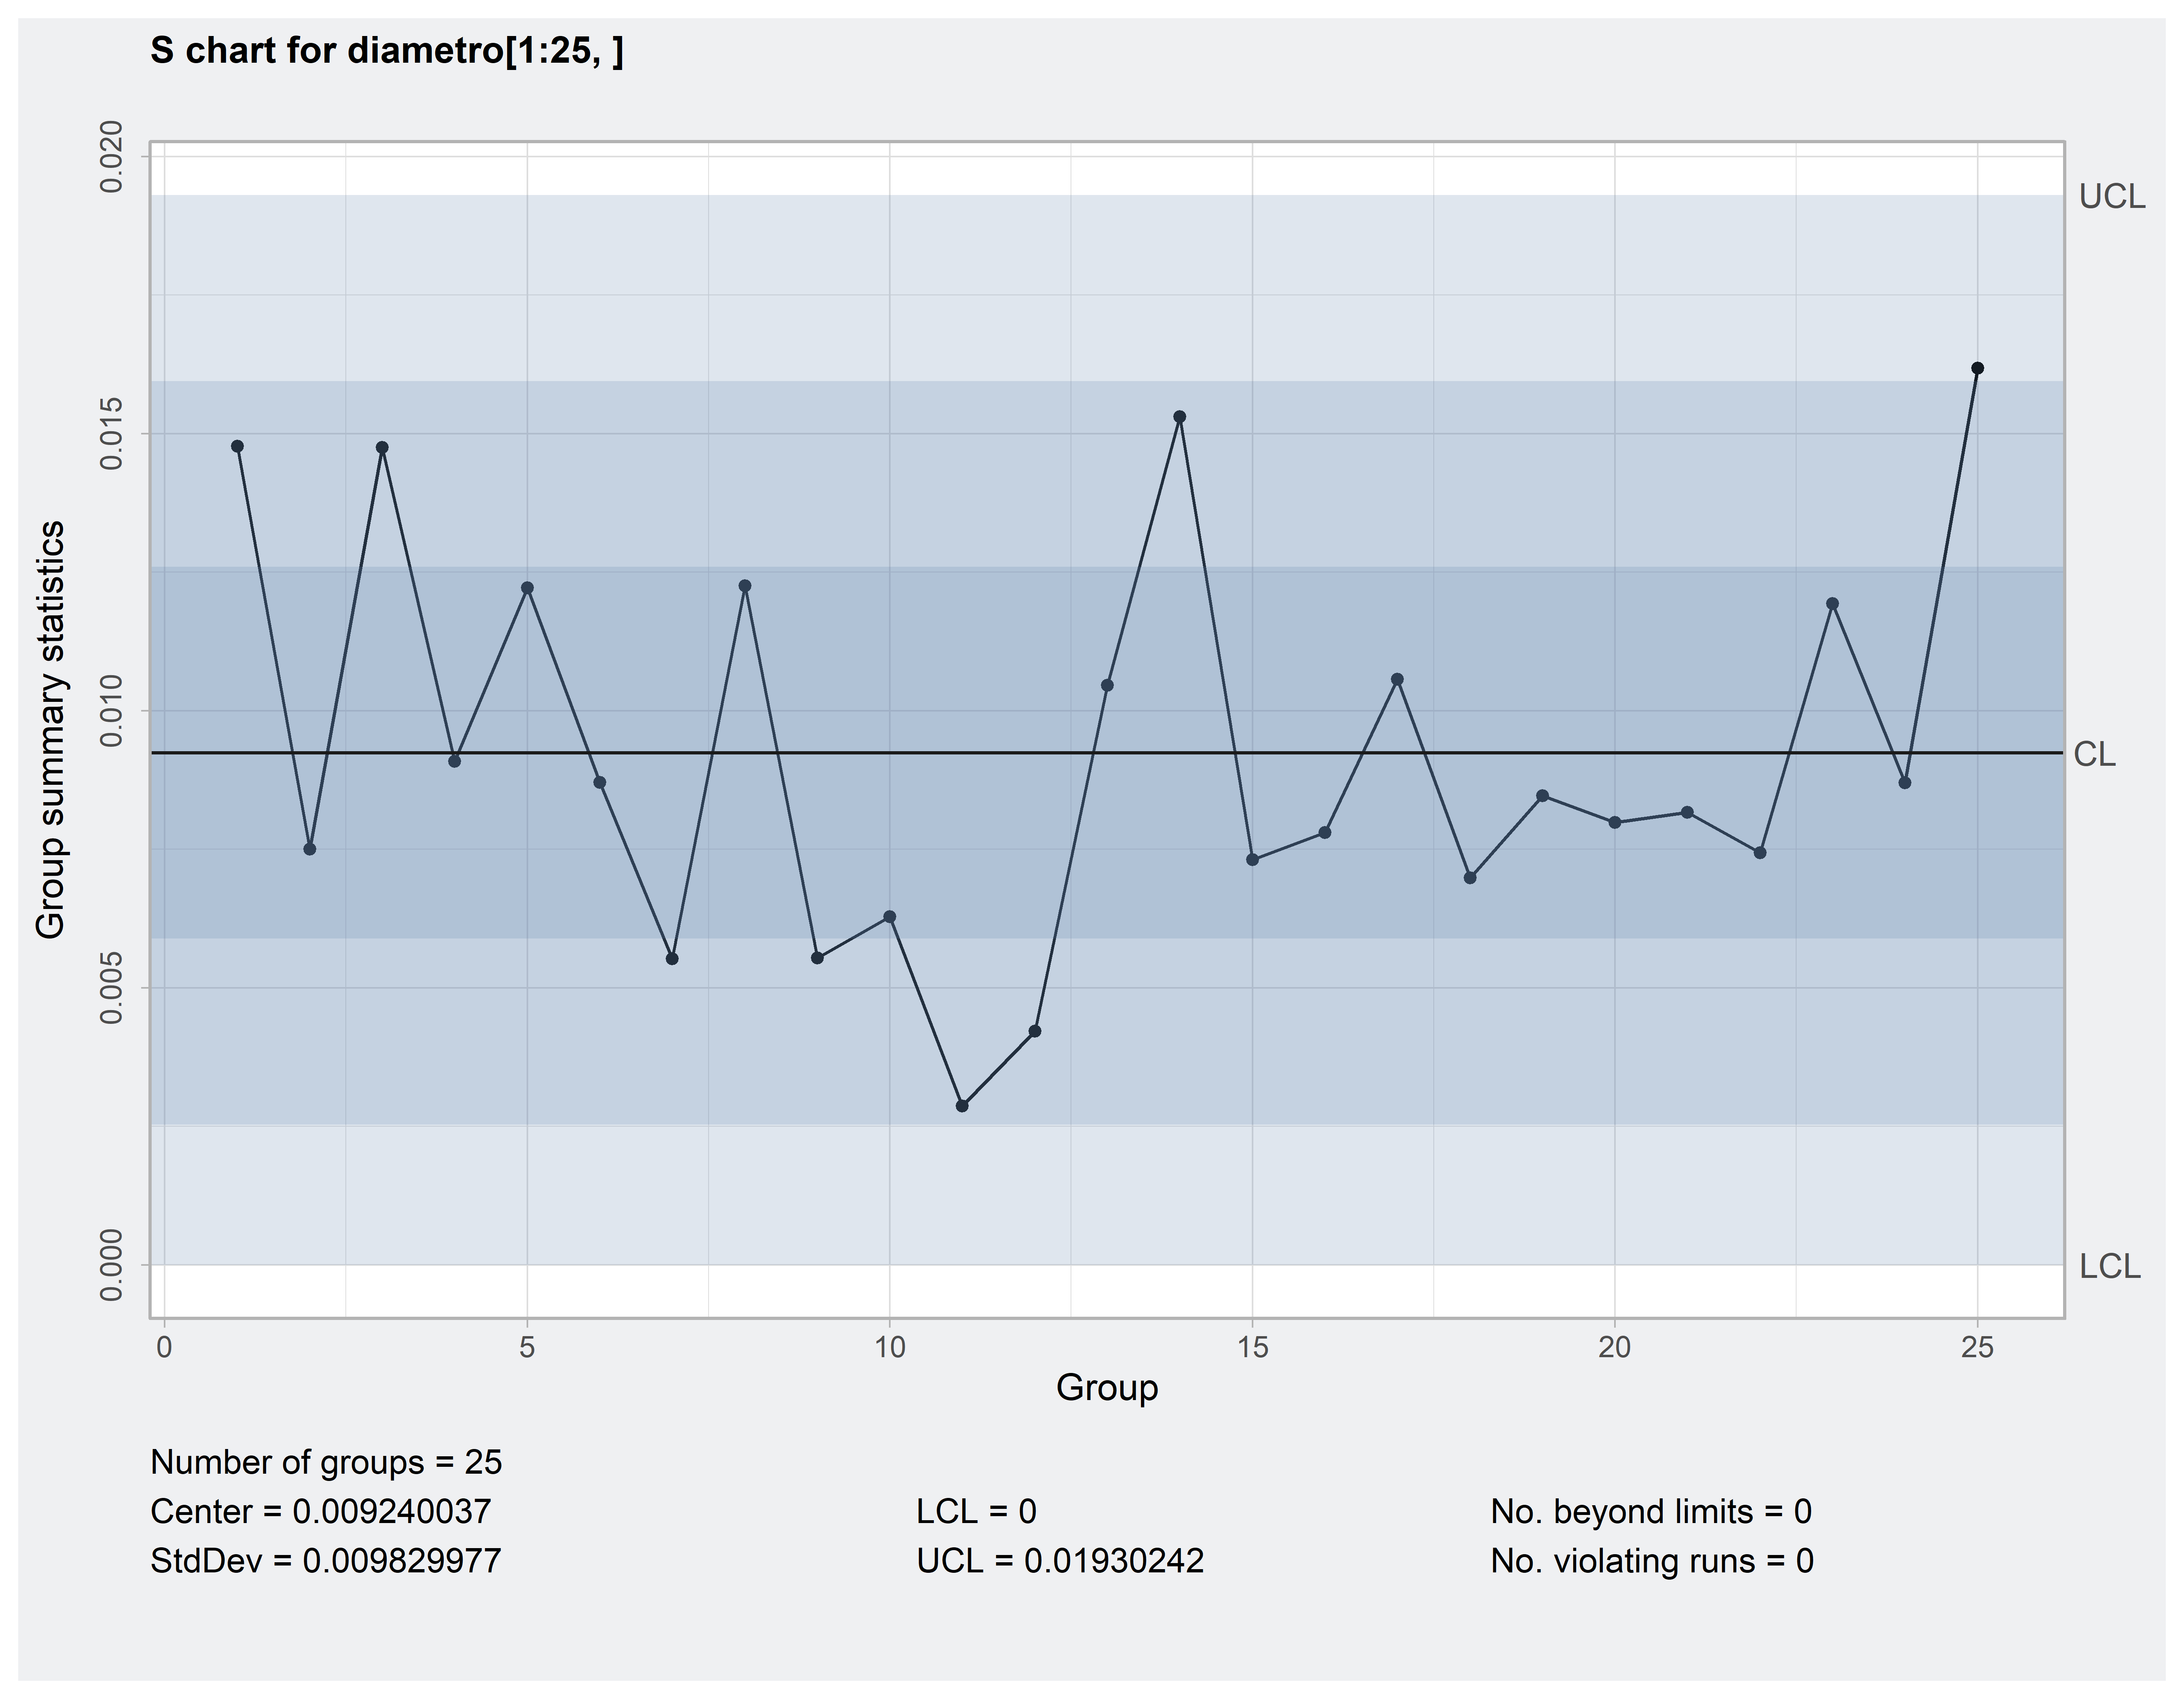 S chart for diametro[1:25, ]
0.020
UCL
0.015
Group summary statistics
0.010
CL
0.005
0.000
LCL
0 5 10 15 20 25
Group
Number of groups = 25
Center = 0.009240037 LCL = 0 No. beyond limits = 0
StdDev = 0.009829977 UCL = 0.01930242 No. violating runs = 0